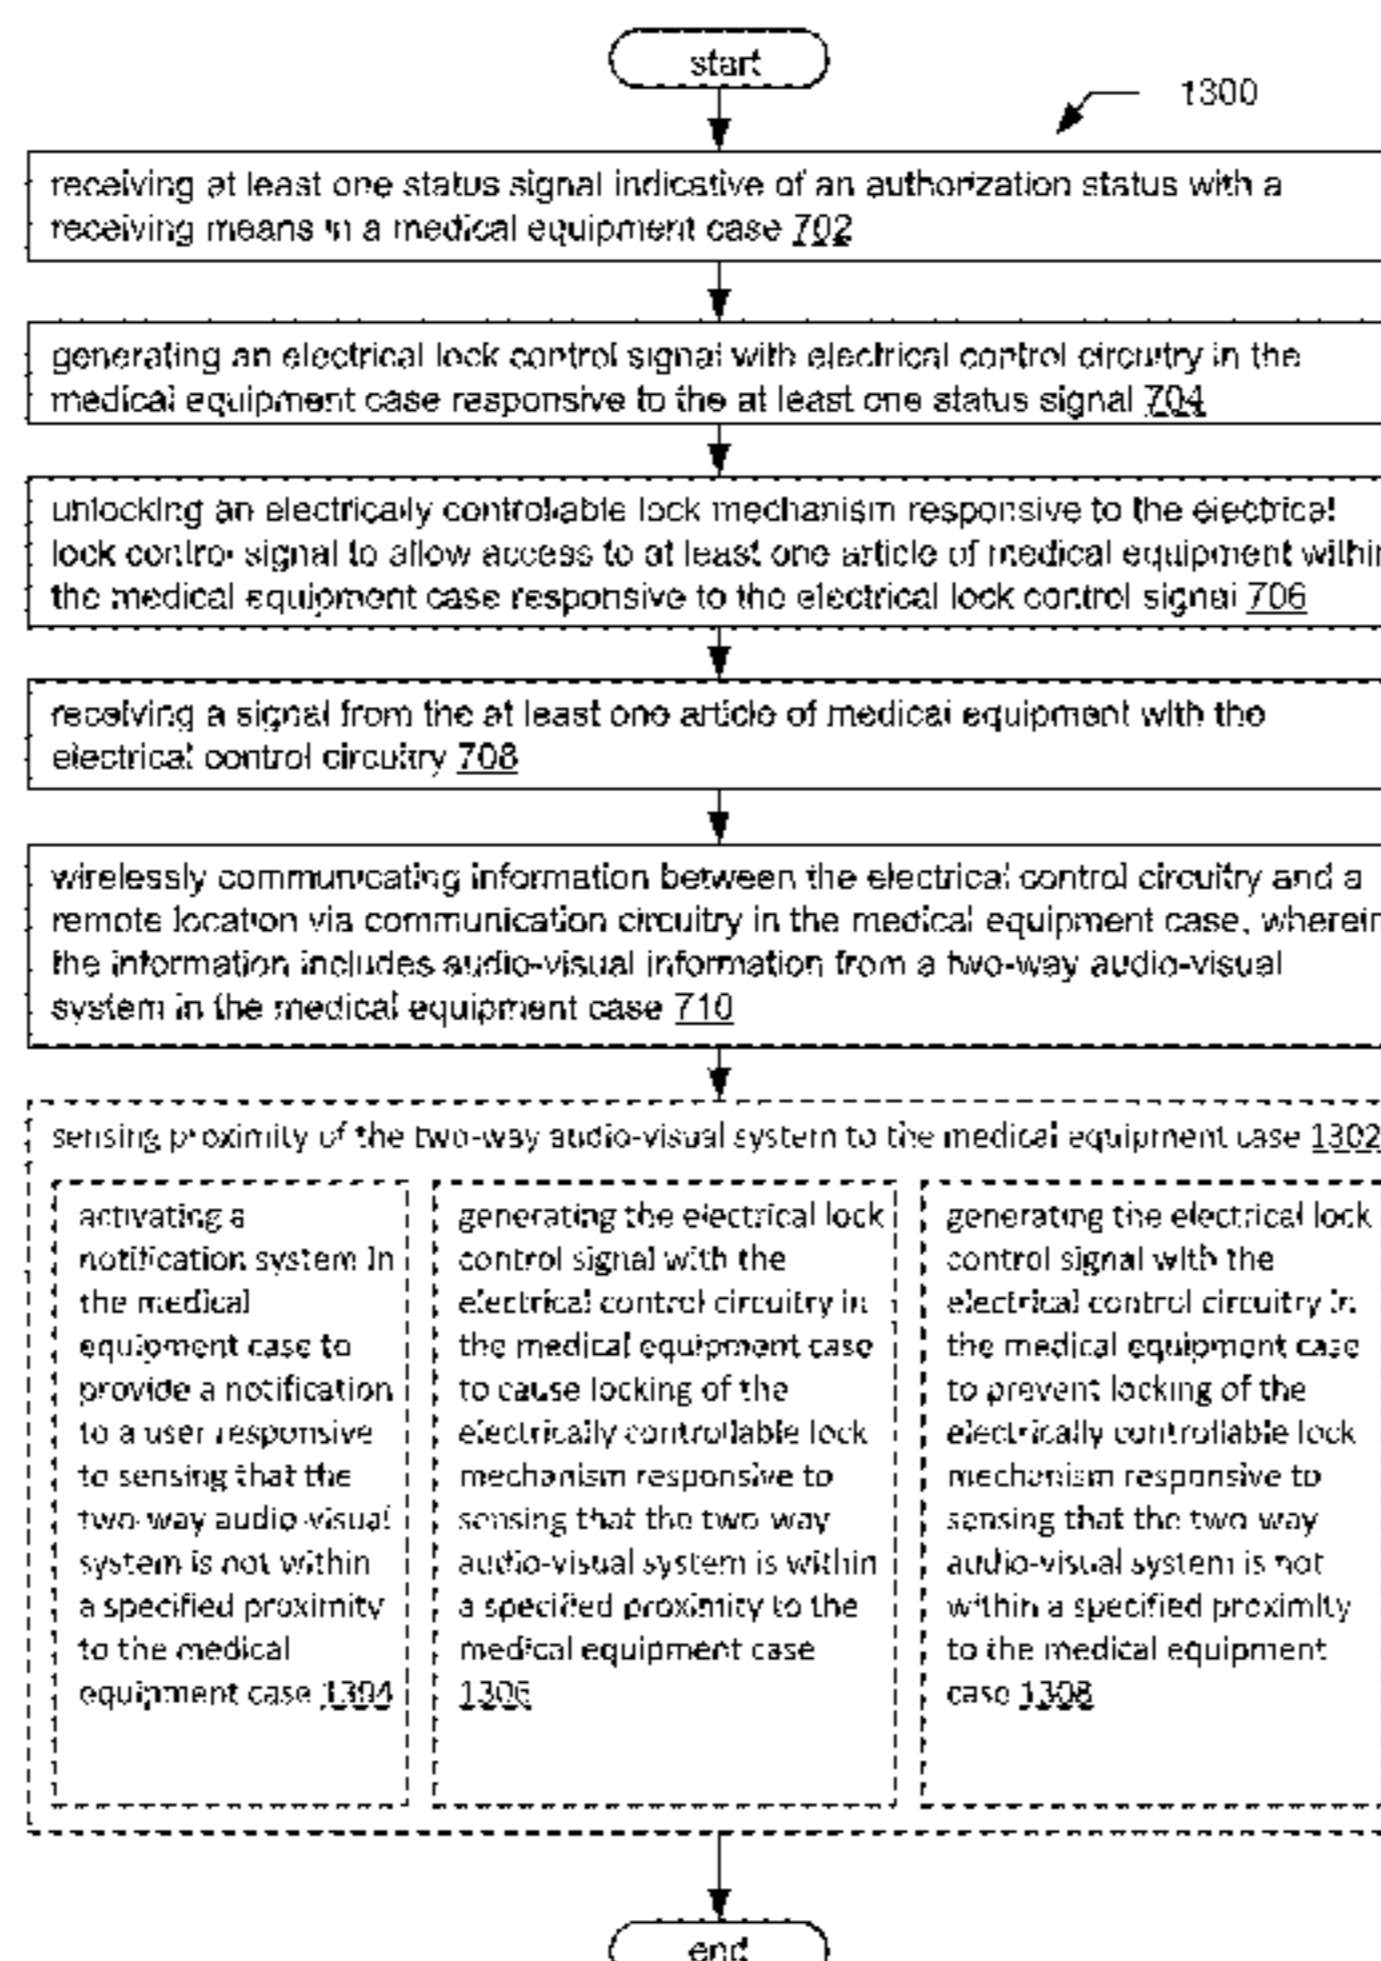 start
1300
receiving at least one status signal indicative of an authorization status with a
receiving means in a medical equipment case 702
generating an electrical lock control signal with electrical control circuitry in the
medical equipment case responsive to the at least one status signal 704
unlocking an electrically controllable lock mechanism responsive to the electrical
lock control signal to allow access to at least one article of medical equipment within
the medical equipment case responsive to the electrical lock control signal 706
receiving a signal from the at least one article of medical equipment with the
electrical control circuitry 708
wirelessly communicating information between the electrical control circuitry and a
remote location via communication circuitry in the medical equipment case, wherein
the information includes audio-visual information from a two-way audio-visual
system in the medical equipment case 710
sensing proximity of the two-way audio-visual system to the medical equipment case 1302
activating a
notification system in
the medical
equipment case to
provide a notification
to a user responsive
to sensing that the
two-way audio-visual
system is not within
a specified proximity
to the medical
equipment case 1304
generating the electrical lock
control signal with the
electrical control circuitry in
the medical equipment case
to cause locking of the
electrically controllable lock
mechanism responsive to
sensing that the two-way
audio-visual system is within
a specified proximity to the
medical equipment case
1306
generating the electrical lock
control signal with the
electrical control circuitry in
the medical equipment case
to prevent locking of the
electrically controllable lock
mechanism responsive to
sensing that the two-way
audio-visual system is not
within a specified proximity
to the medical equipment
case 1308
end